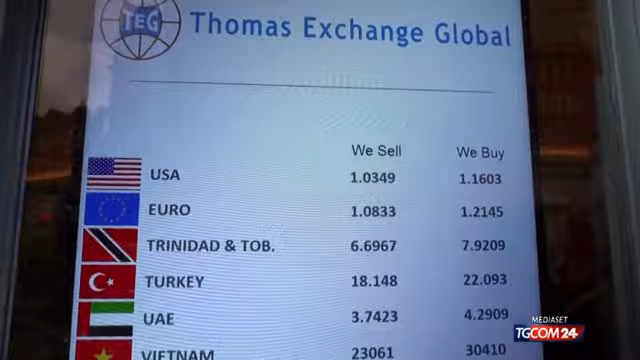 TEG
Thomas Exchange Global
We Sell We Buy
USA 1.0349 1.1603
EURO 1.0833 1.2145
TRINIDAD & TOB. 6.6967 7.9209
TURKEY 18.148 22.093
UAE 3.7423 4.2909
VIETNAM 23061 30410
MEDIASET
TGCOM24